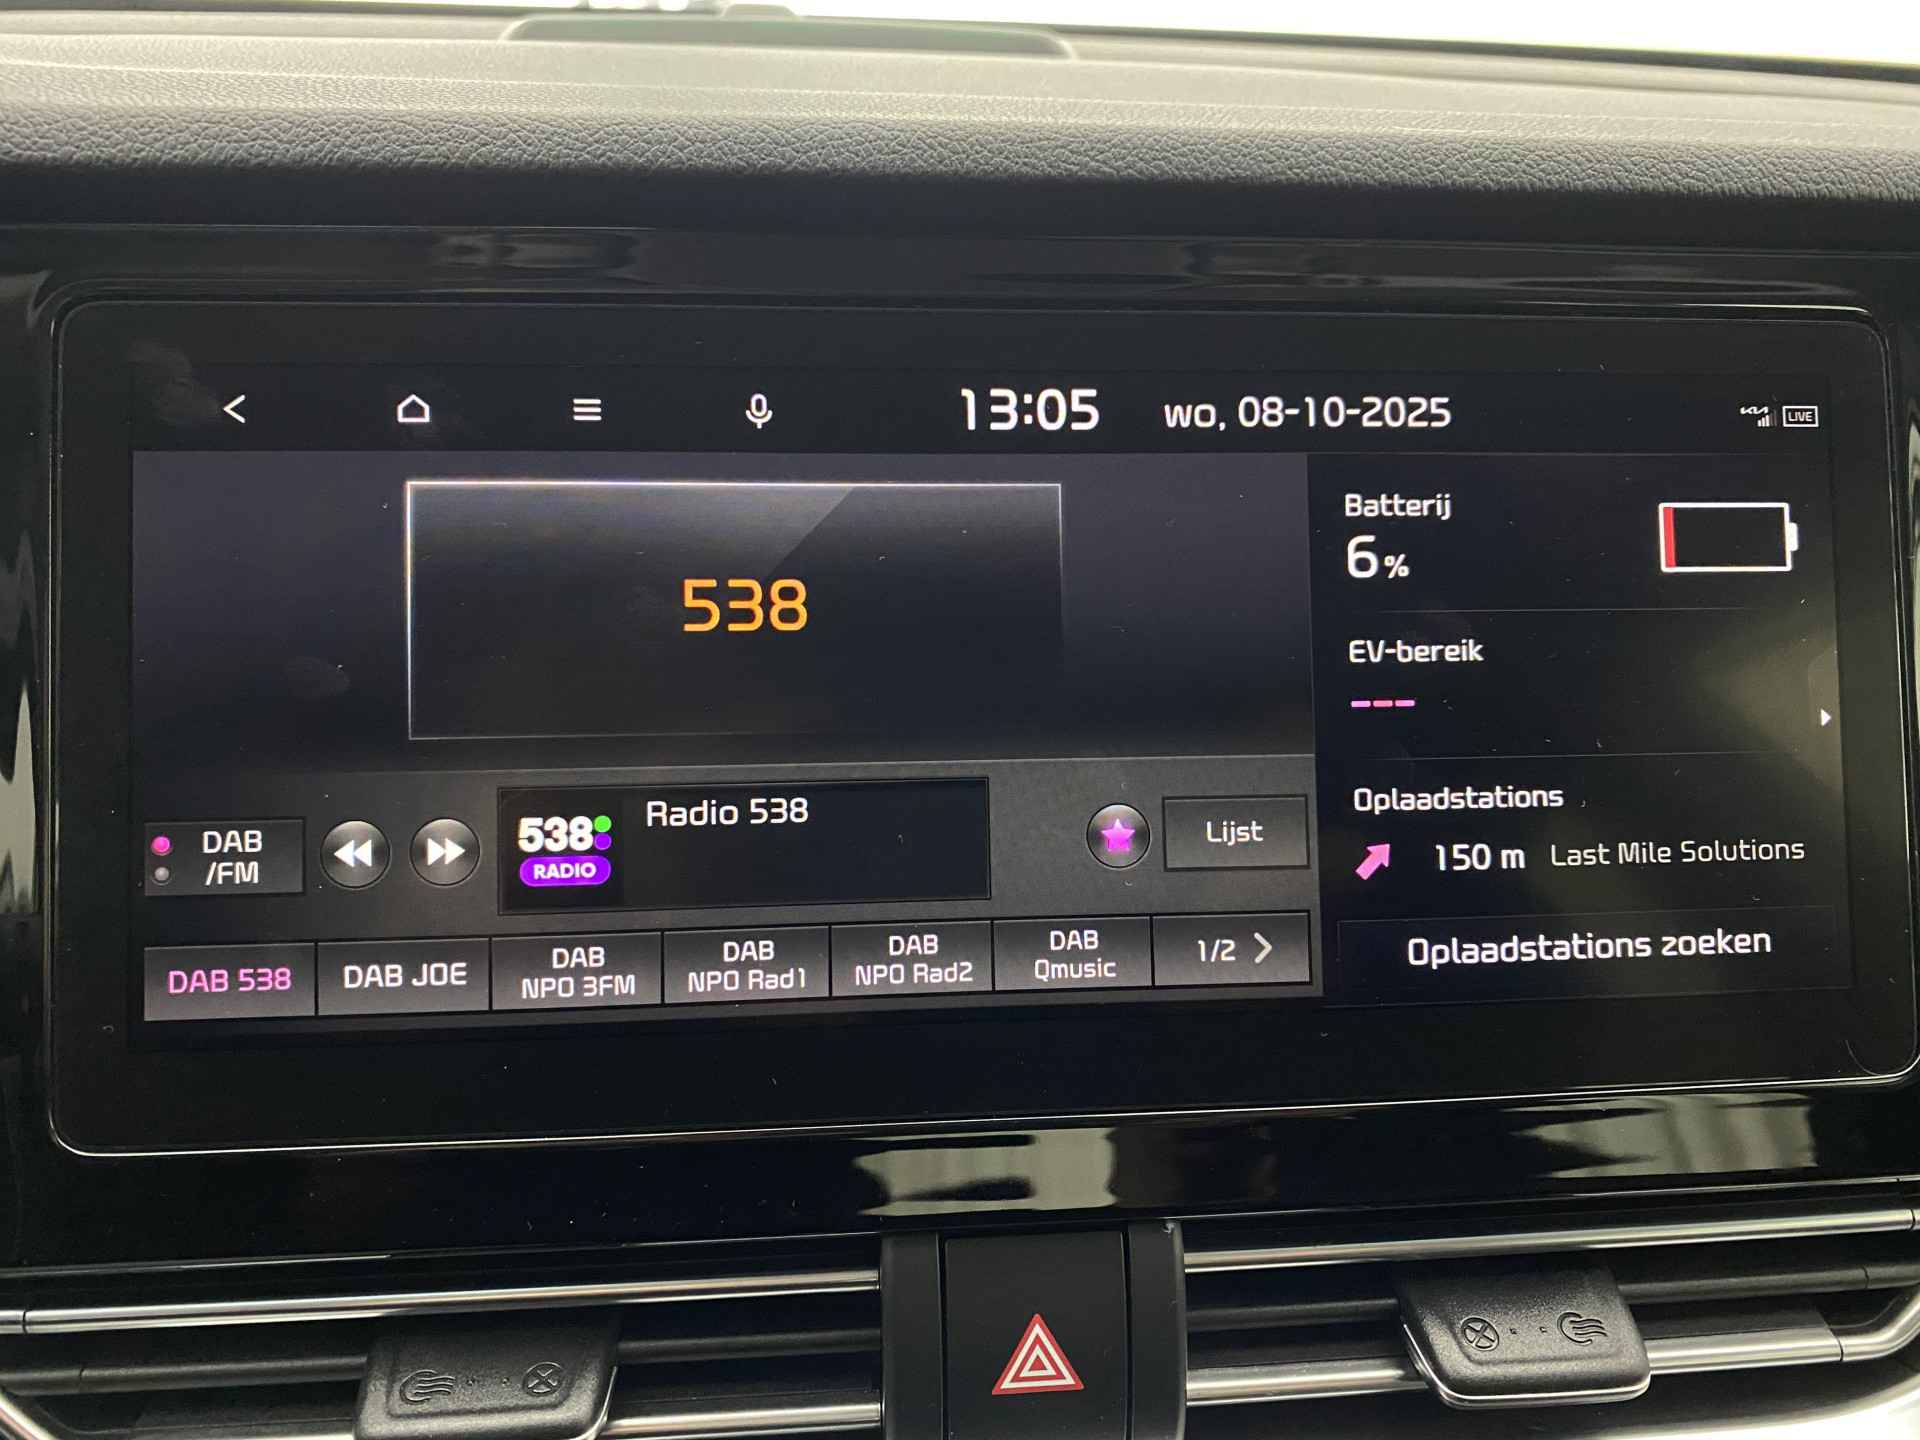 13:05
wo, 08-10-2025
LIVE
538
Batterij
6 %
EV-bereik
---
Oplaadstations
150 m Last Mile Solutions
Oplaadstations zoeken
DAB
/FM
538
RADIO
Radio 538
Lijst
DAB 538
DAB JOE
DAB
NPO 3FM
DAB
NPO Rad1
DAB
NPO Rad2
DAB
Qmusic
1/2